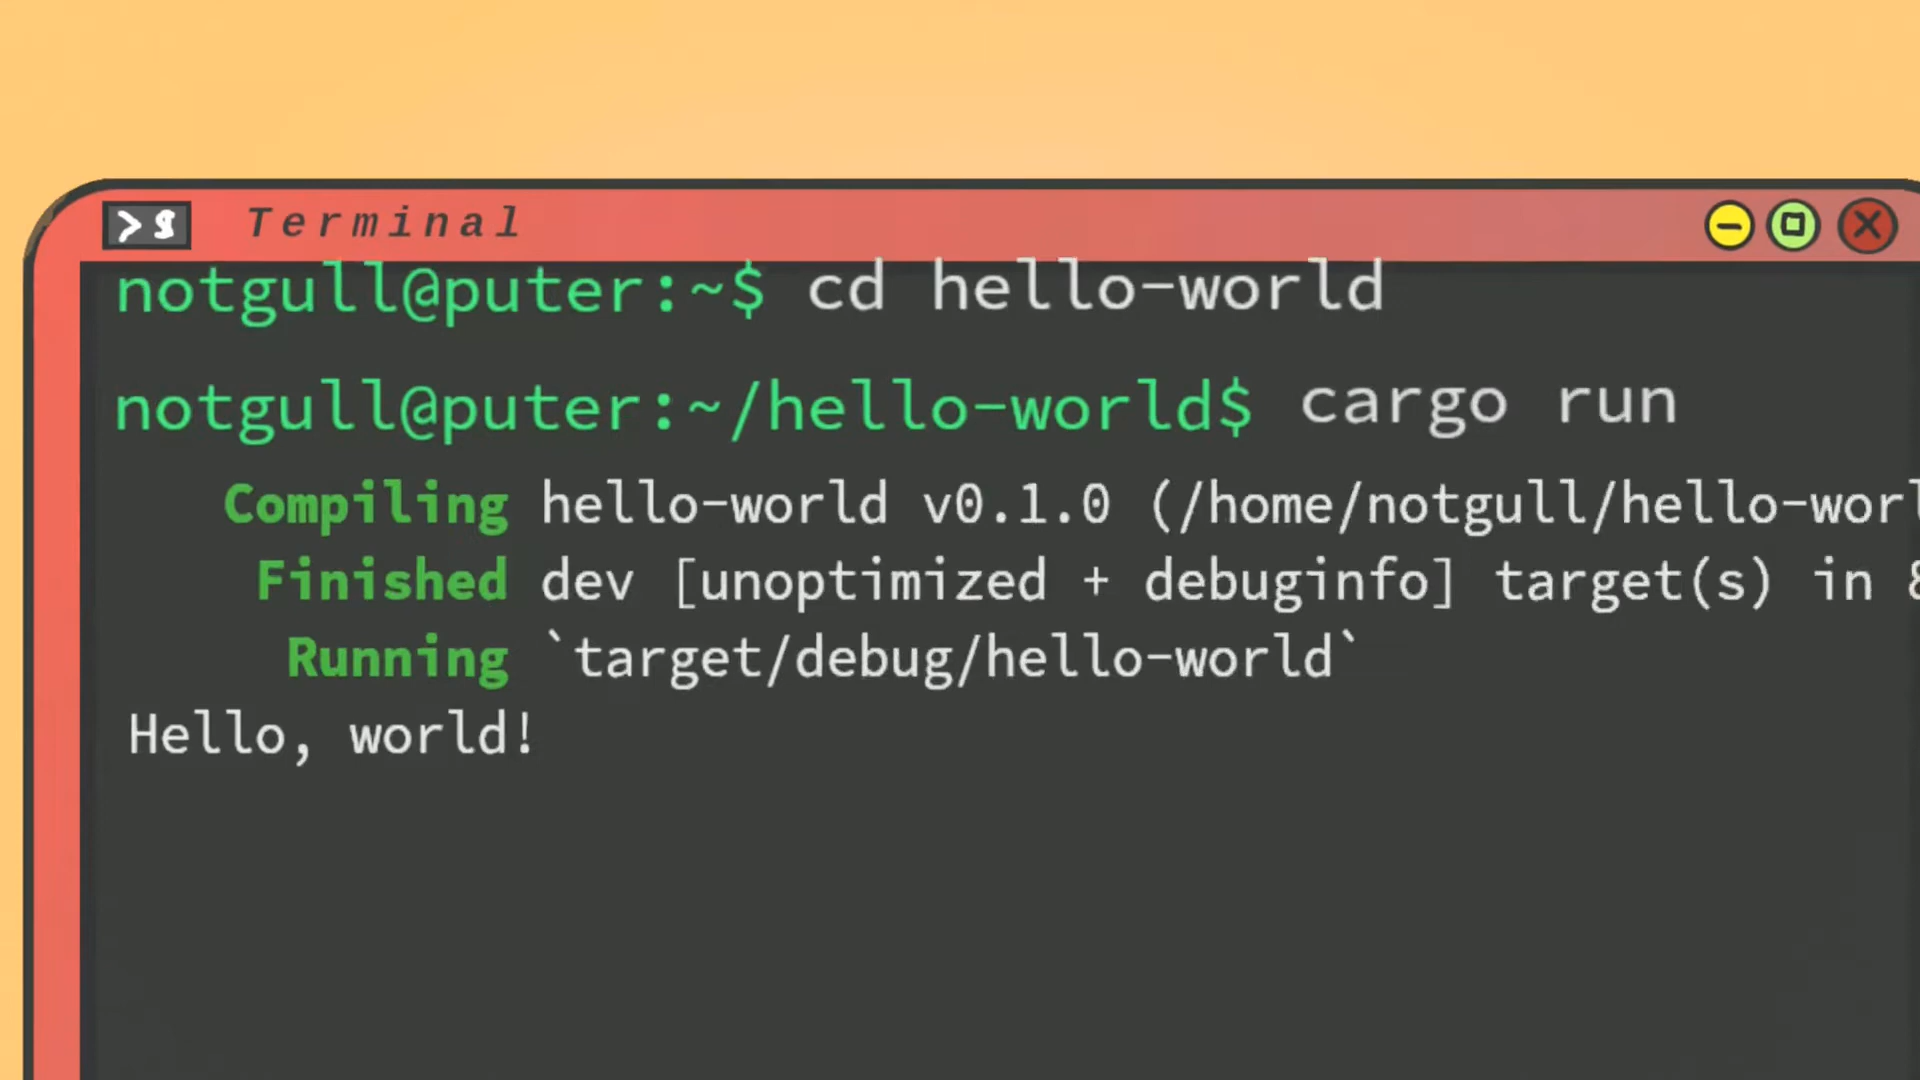 >$ Terminal
notgull@puter:~$ cd hello-world
notgull@puter:~/hello-world$ cargo run
Compiling hello-world v0.1.0 (/home/notgull/hello-worl
Finished dev [unoptimized + debuginfo] target(s) in
Running `target/debug/hello-world`
Hello, world!